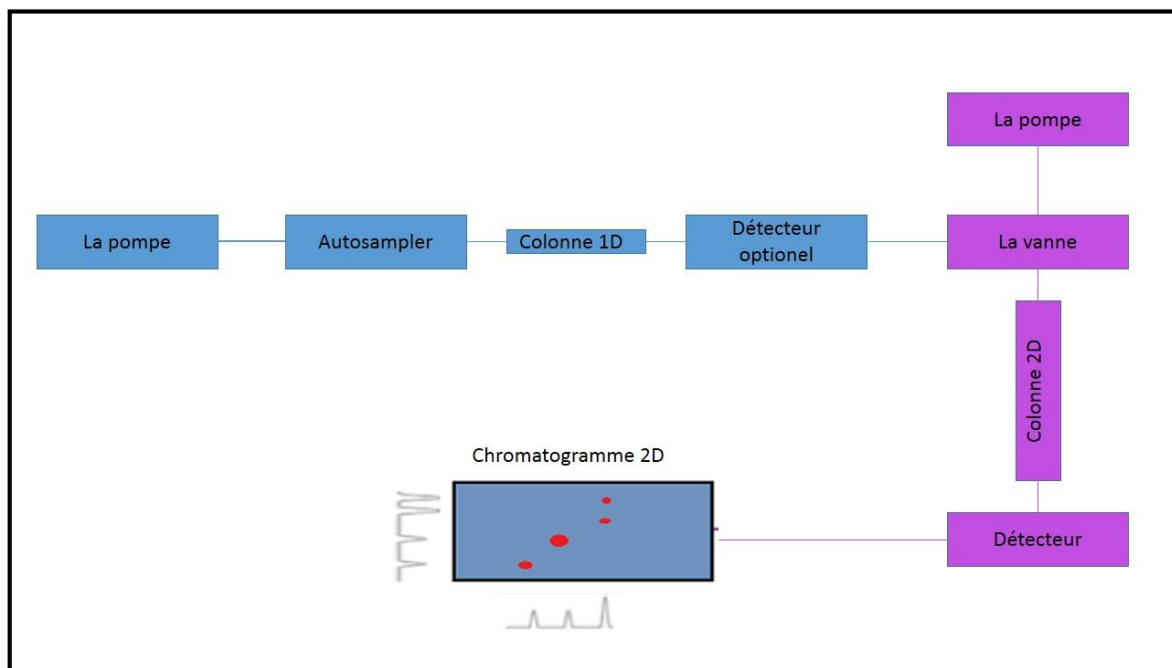 La pompe
La pompe
Autosampler
Colonne 1D
Détecteur
optionel
La vanne
Colonne 2D
Chromatogramme 2D
Détecteur